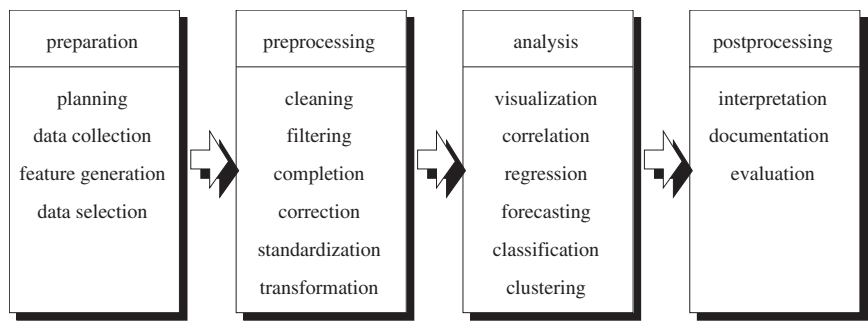 preparation
planning
data collection
feature generation
data selection
preprocessing
cleaning
filtering
completion
correction
standardization
transformation
analysis
visualization
correlation
regression
forecasting
classification
clustering
postprocessing
interpretation
documentation
evaluation